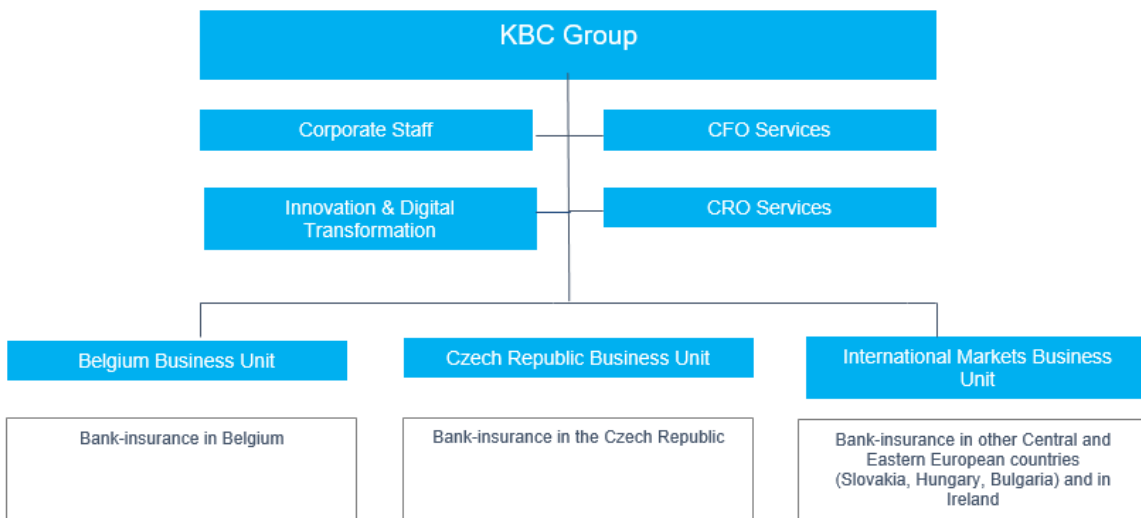 KBC Group
Corporate Staff
CFO Services
Innovation & Digital
Transformation
CRO Services
Belgium Business Unit
Czech Republic Business Unit
International Markets Business
Unit
Bank-insurance in Belgium
Bank-insurance in the Czech Republic
Bank-insurance in other Central and
Eastern European countries
(Slovakia, Hungary, Bulgaria) and in
Ireland